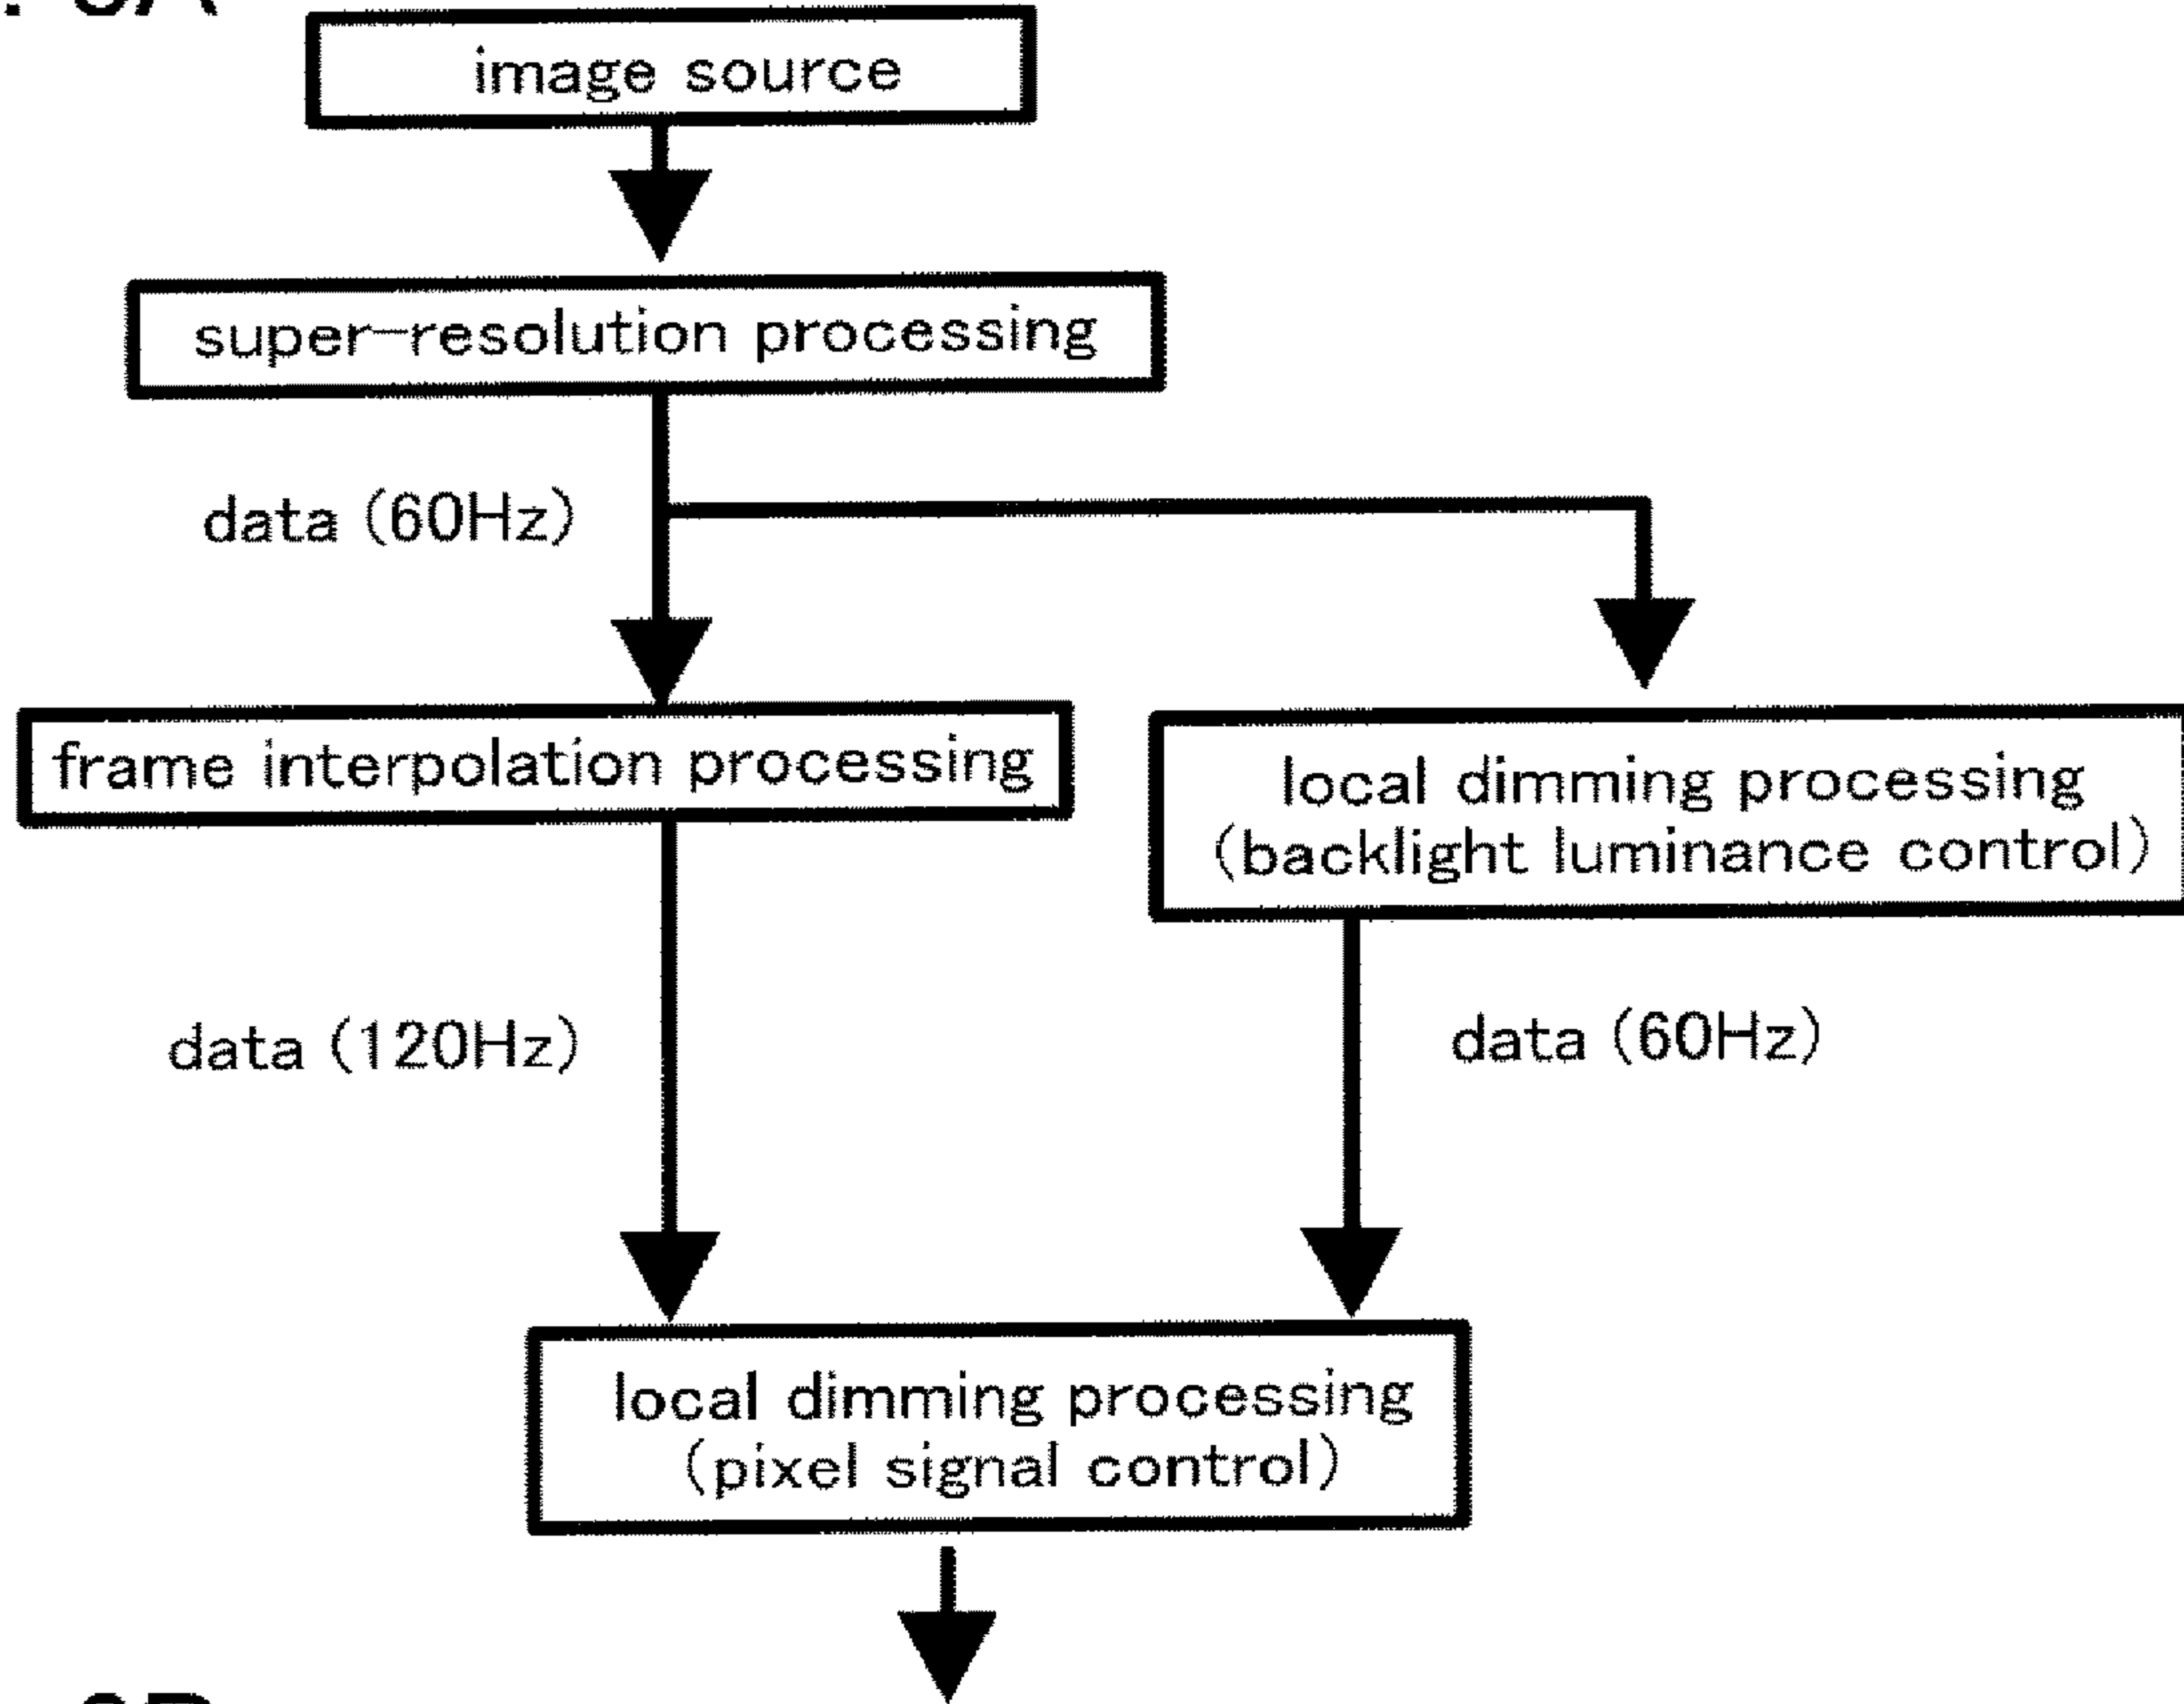 image source
super-resolution processing
data (60Hz)
frame interpolation processing
local dimming processing
(backlight luminance control)
data (120Hz)
data (60Hz)
local dimming processing
(pixel signal control)